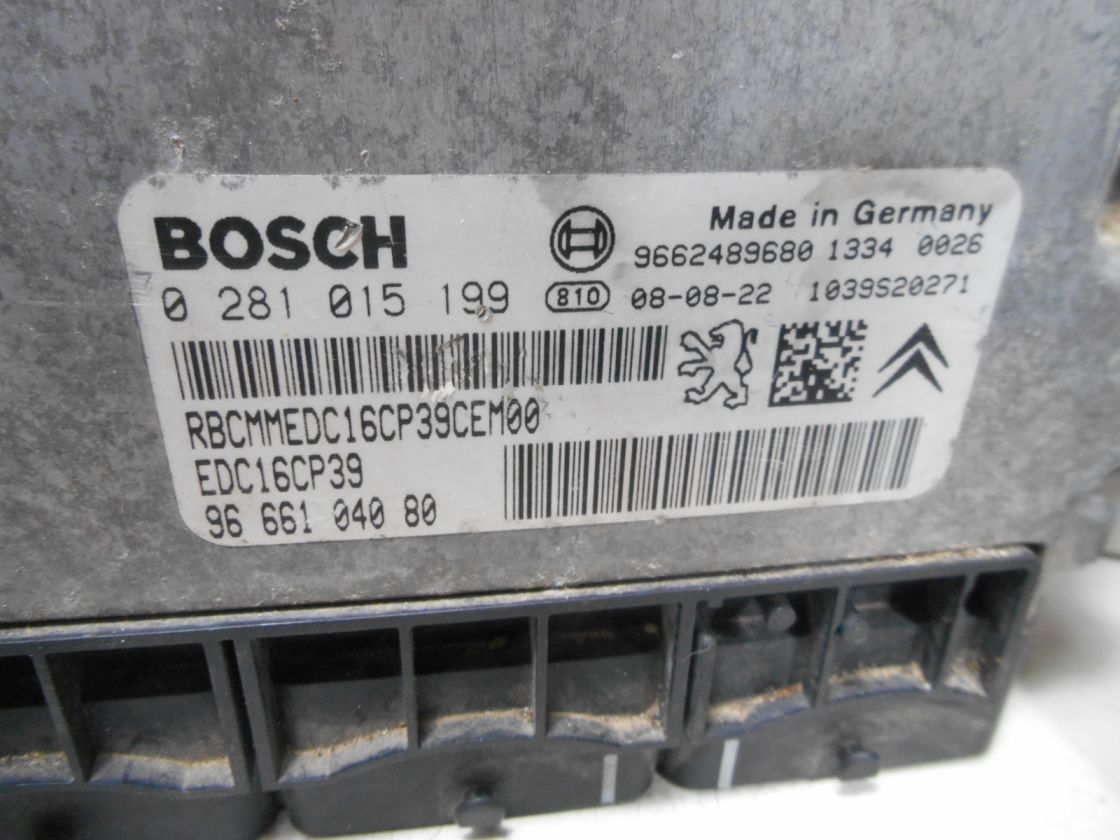 BOSCH
Made in Germany
9662489680 1334 0026
0 281 015 199 810 08-08-22 1039S20271
RBCMMEDC16CP39CEM00
EDC16CP39
96 661 040 80